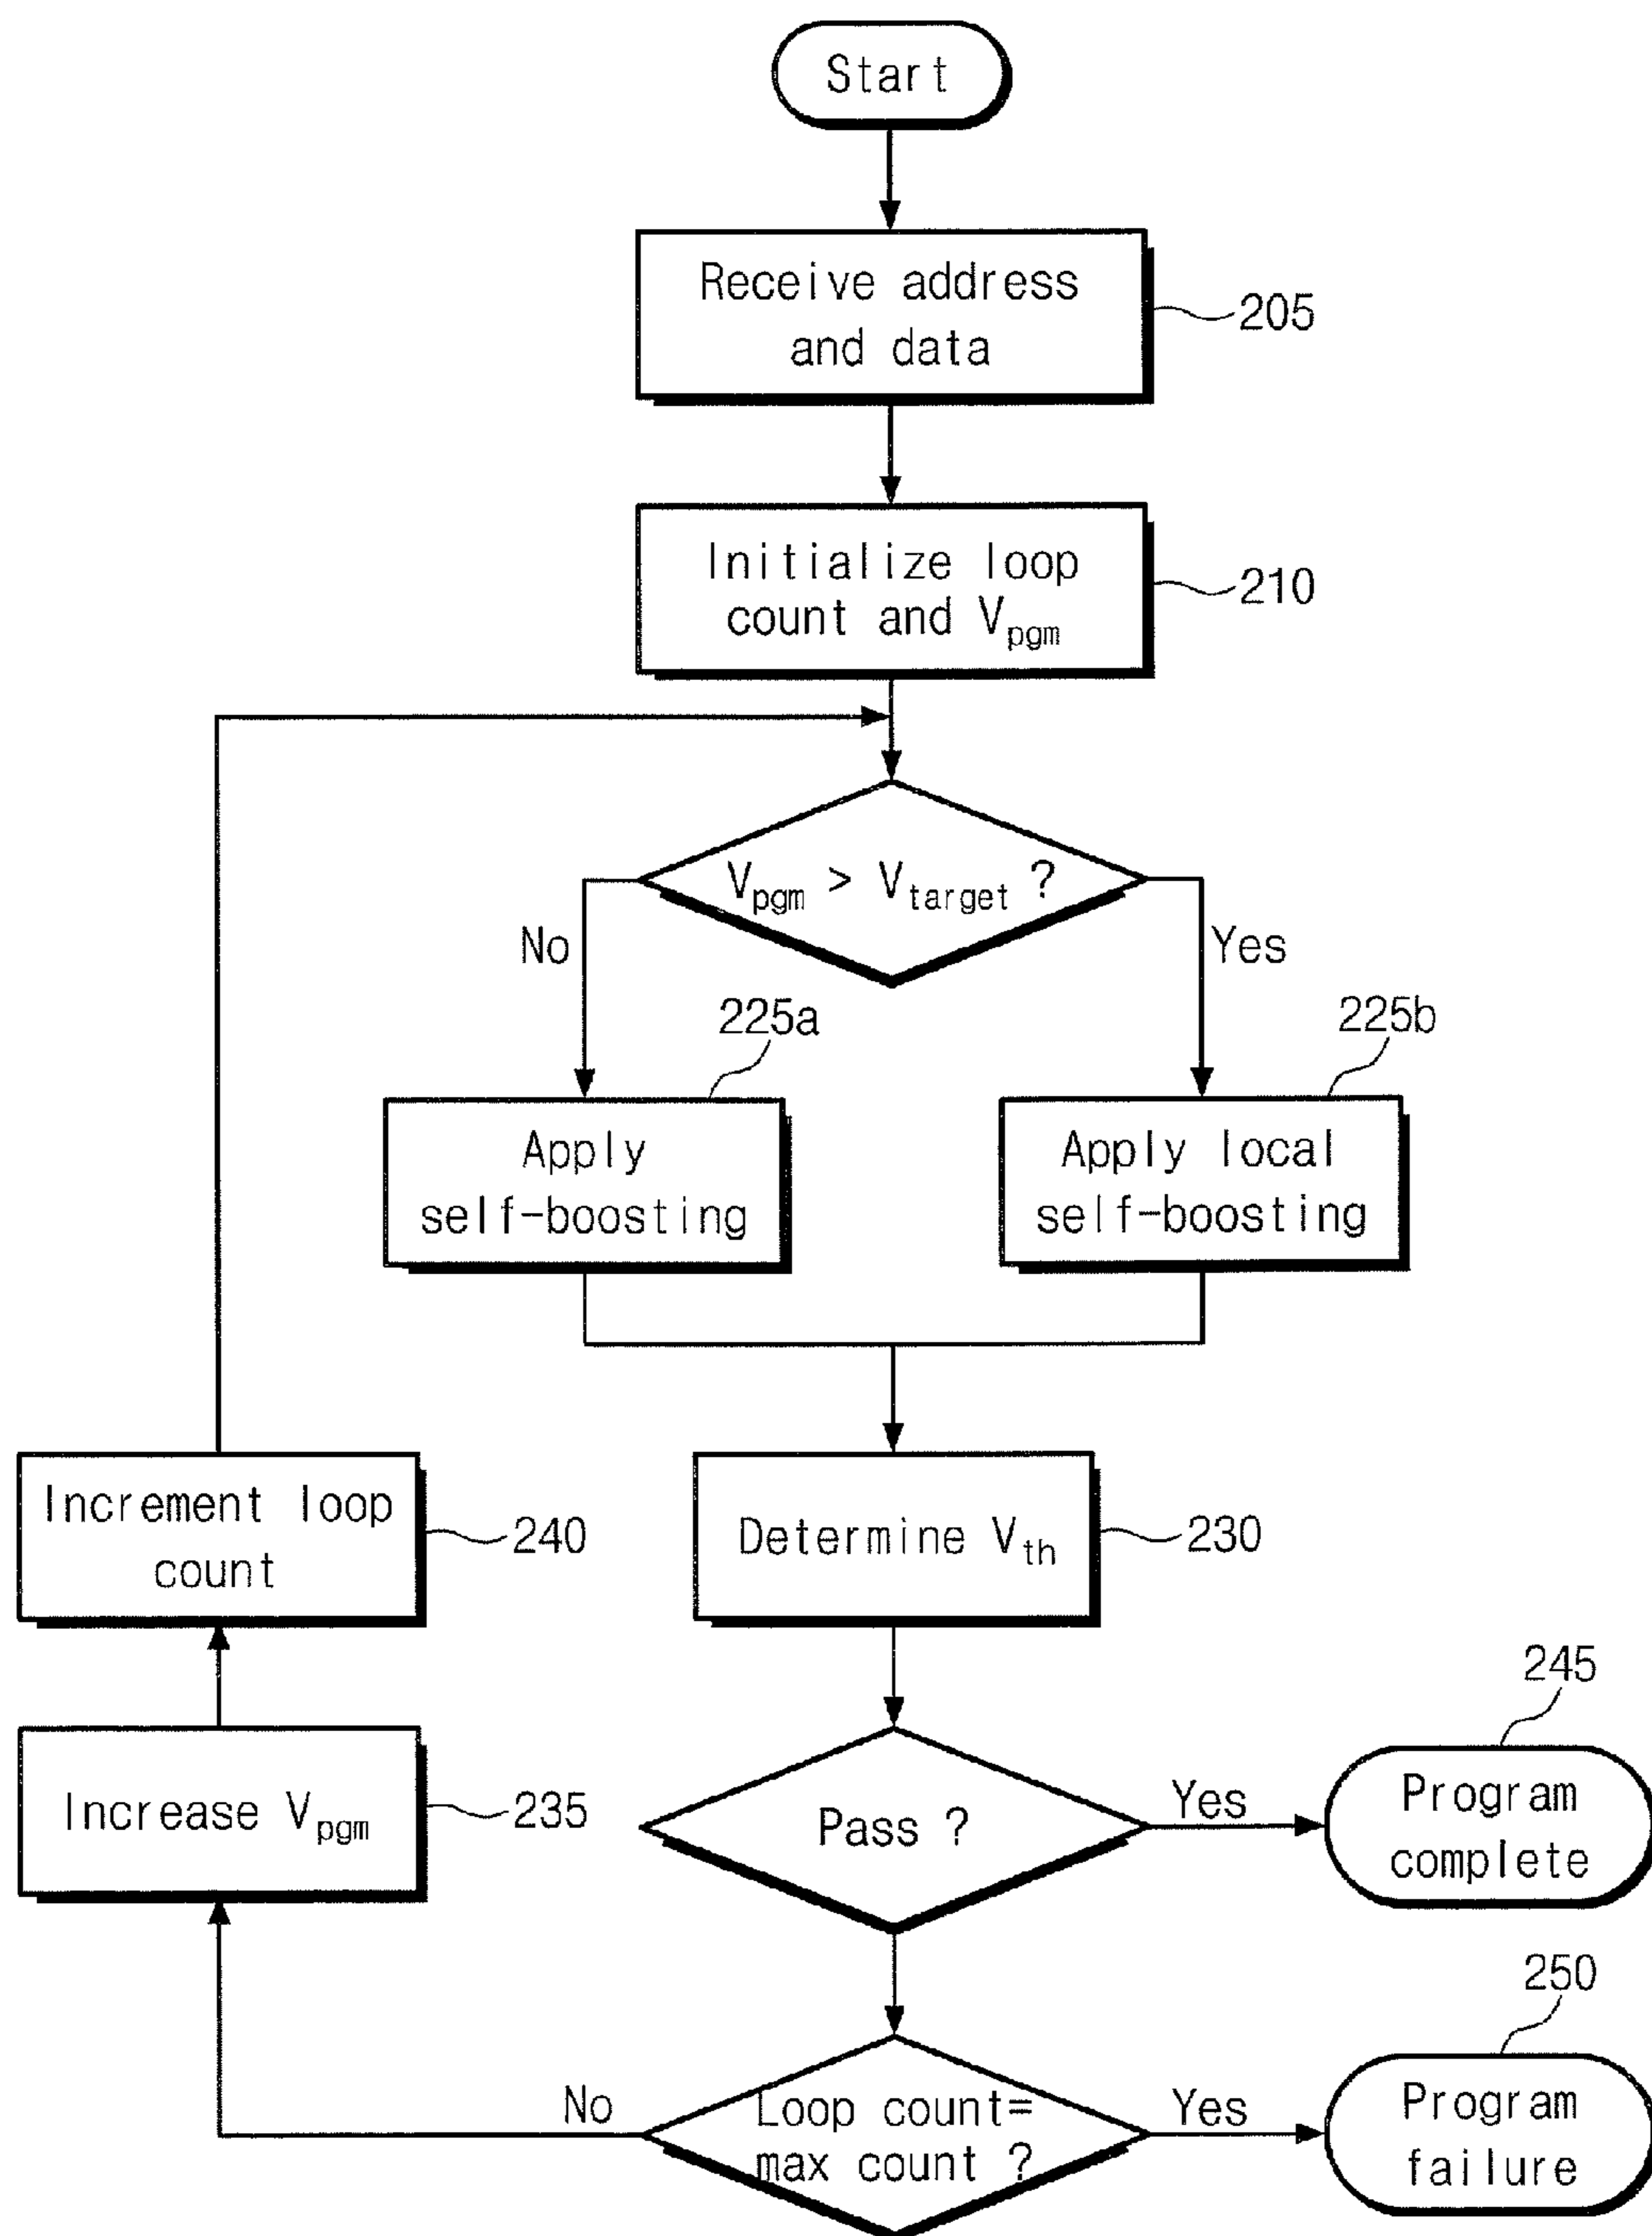 Start
Receive address
and data
205
Initialize loop
count and Vpgm
210
Vpgm > Vtarget ?
No
Yes
225a
225b
Apply
self-boosting
Apply local
self-boosting
Increment loop
count
240
Determine Vth
230
245
Increase Vpgm
235
Pass ?
Yes
Program
complete
250
No
Loop count=
max count ?
Yes
Program
failure